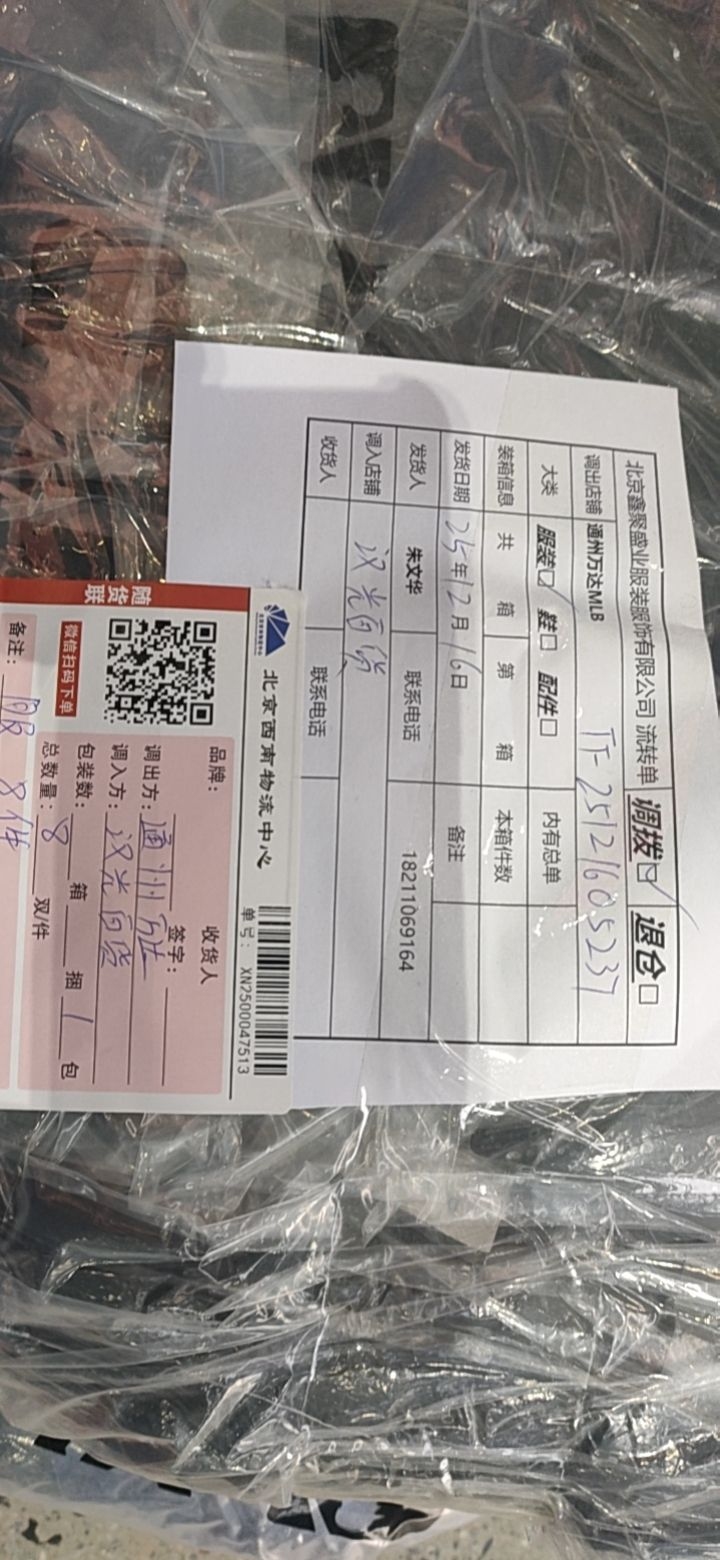 北京鑫聚盛业服装服饰有限公司 流转单 调拨☑ 退仓□
调出店铺 通州万达MLB TF-25121605237
大类 服装☑ 鞋□ 配件□ 内有总单
装箱信息 共 箱 第 箱 本箱件数
发货日期 25年12月16日 备注
发货人 朱文华 联系电话 18211069164
调入店铺 汉光百货
收货人 联系电话
北京西南物流中心
单号: XN2500047513
随货联
微信扫码下单
品牌: 收货人
签字:
调出方: 通州万达
调入方: 汉光百货
包装数: 箱 捆 1 包
总数量: 8 双/件
备注: 服 8件